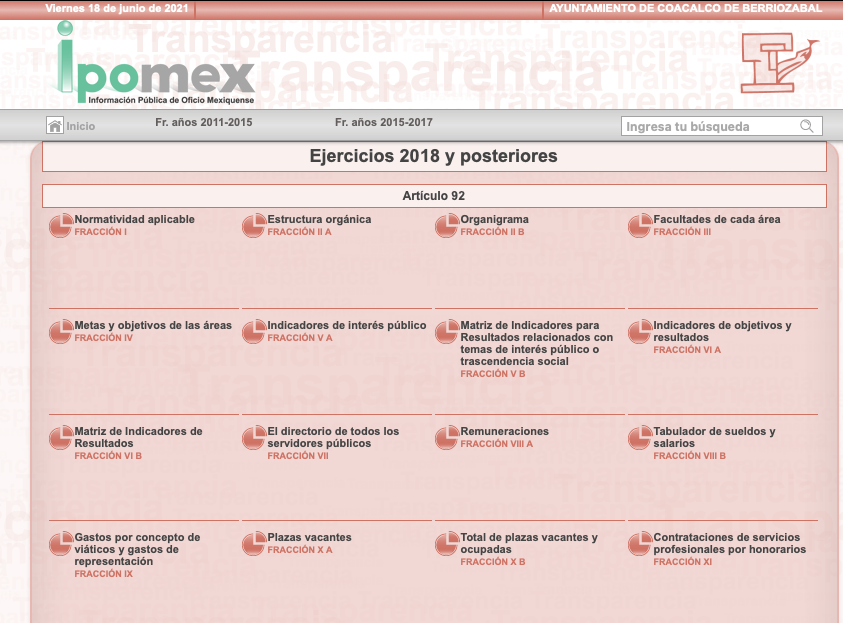 Viernes 18 de junio de 2021
AYUNTAMIENTO DE COACALCO DE BERRIOZABAL
Transparencia
ipomex
Información Pública de Oficio Mexiquense
Inicio
Fr. años 2011-2015
Fr. años 2015-2017
Ingresa tu búsqueda
Ejercicios 2018 y posteriores
Artículo 92
Normatividad aplicable
FRACCIÓN I
Estructura orgánica
FRACCIÓN II A
Organigrama
FRACCIÓN II B
Facultades de cada área
FRACCIÓN III
Metas y objetivos de las áreas
FRACCIÓN IV
Indicadores de interés público
FRACCIÓN V A
Matriz de Indicadores para
Resultados relacionados con
temas de interés público o
trascendencia social
FRACCIÓN V B
Indicadores de objetivos y
resultados
FRACCIÓN VI A
Matriz de Indicadores de
Resultados
FRACCIÓN VI B
El directorio de todos los
servidores públicos
FRACCIÓN VII
Remuneraciones
FRACCIÓN VIII A
Tabulador de sueldos y
salarios
FRACCIÓN VIII B
Gastos por concepto de
viáticos y gastos de
representación
FRACCIÓN IX
Plazas vacantes
FRACCIÓN X A
Total de plazas vacantes y
ocupadas
FRACCIÓN X B
Contrataciones de servicios
profesionales por honorarios
FRACCIÓN XI